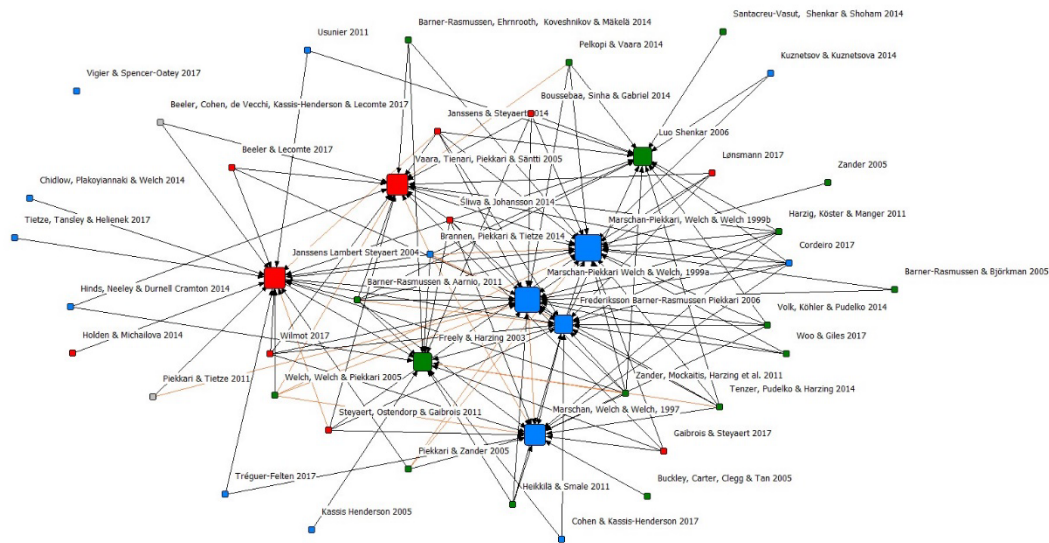 Santacreu-Vasut, Shenkar & Shoham 2014
Barner-Rasmussen, Ehrnrooth, Koveshnikov & Mäkelä 2014
Usunier 2011
Pelkopi & Vaara 2014
Kuznetsov & Kuznetsova 2014
Vigier & Spencer-Oatey 2017
Boussebaa, Sinha & Gabriel 2014
Beeler, Cohen, de Vecchi, Kassis-Henderson & Lecomte 2017
Janssens & Steyaert 2014
Luo Shenkar 2006
Beeler & Lecomte 2017
Lønsmann 2017
Vaara, Tienari, Piekkari & Säntti 2005
Zander 2005
Chidlow, Plakoyiannaki & Welch 2014
Śliwa & Johansson 2014
Harzig, Köster & Manger 2011
Tietze, Tansley & Helienek 2017
Marschan-Piekkari, Welch & Welch 1999b
Brannen, Piekkari & Tietze 2014
Cordeiro 2017
Janssens Lambert Steyaert 2004
Marschan-Piekkari Welch & Welch, 1999a
Barner-Rasmussen & Björkman 2005
Barner-Rasmussen & Aarnio, 2011
Hinds, Neeley & Durnell Cramton 2014
Frederiksson Barner-Rasmussen Piekkari 2006
Volk, Köhler & Pudelko 2014
Holden & Michailova 2014
Wilmot 2017
Freely & Harzing 2003
Woo & Giles 2017
Piekkari & Tietze 2011
Welch, Welch & Piekkari 2005
Zander, Mockaitis, Harzing et al. 2011
Tenzer, Pudelko & Harzing 2014
Steyaert, Ostendorp & Gaibrois 2011
Marschan, Welch & Welch, 1997
Gaibrois & Steyaert 2017
Piekkari & Zander 2005
Tréguer-Felten 2017
Buckley, Carter, Clegg & Tan 2005
Heikkilä & Smale 2011
Kassis Henderson 2005
Cohen & Kassis-Henderson 2017